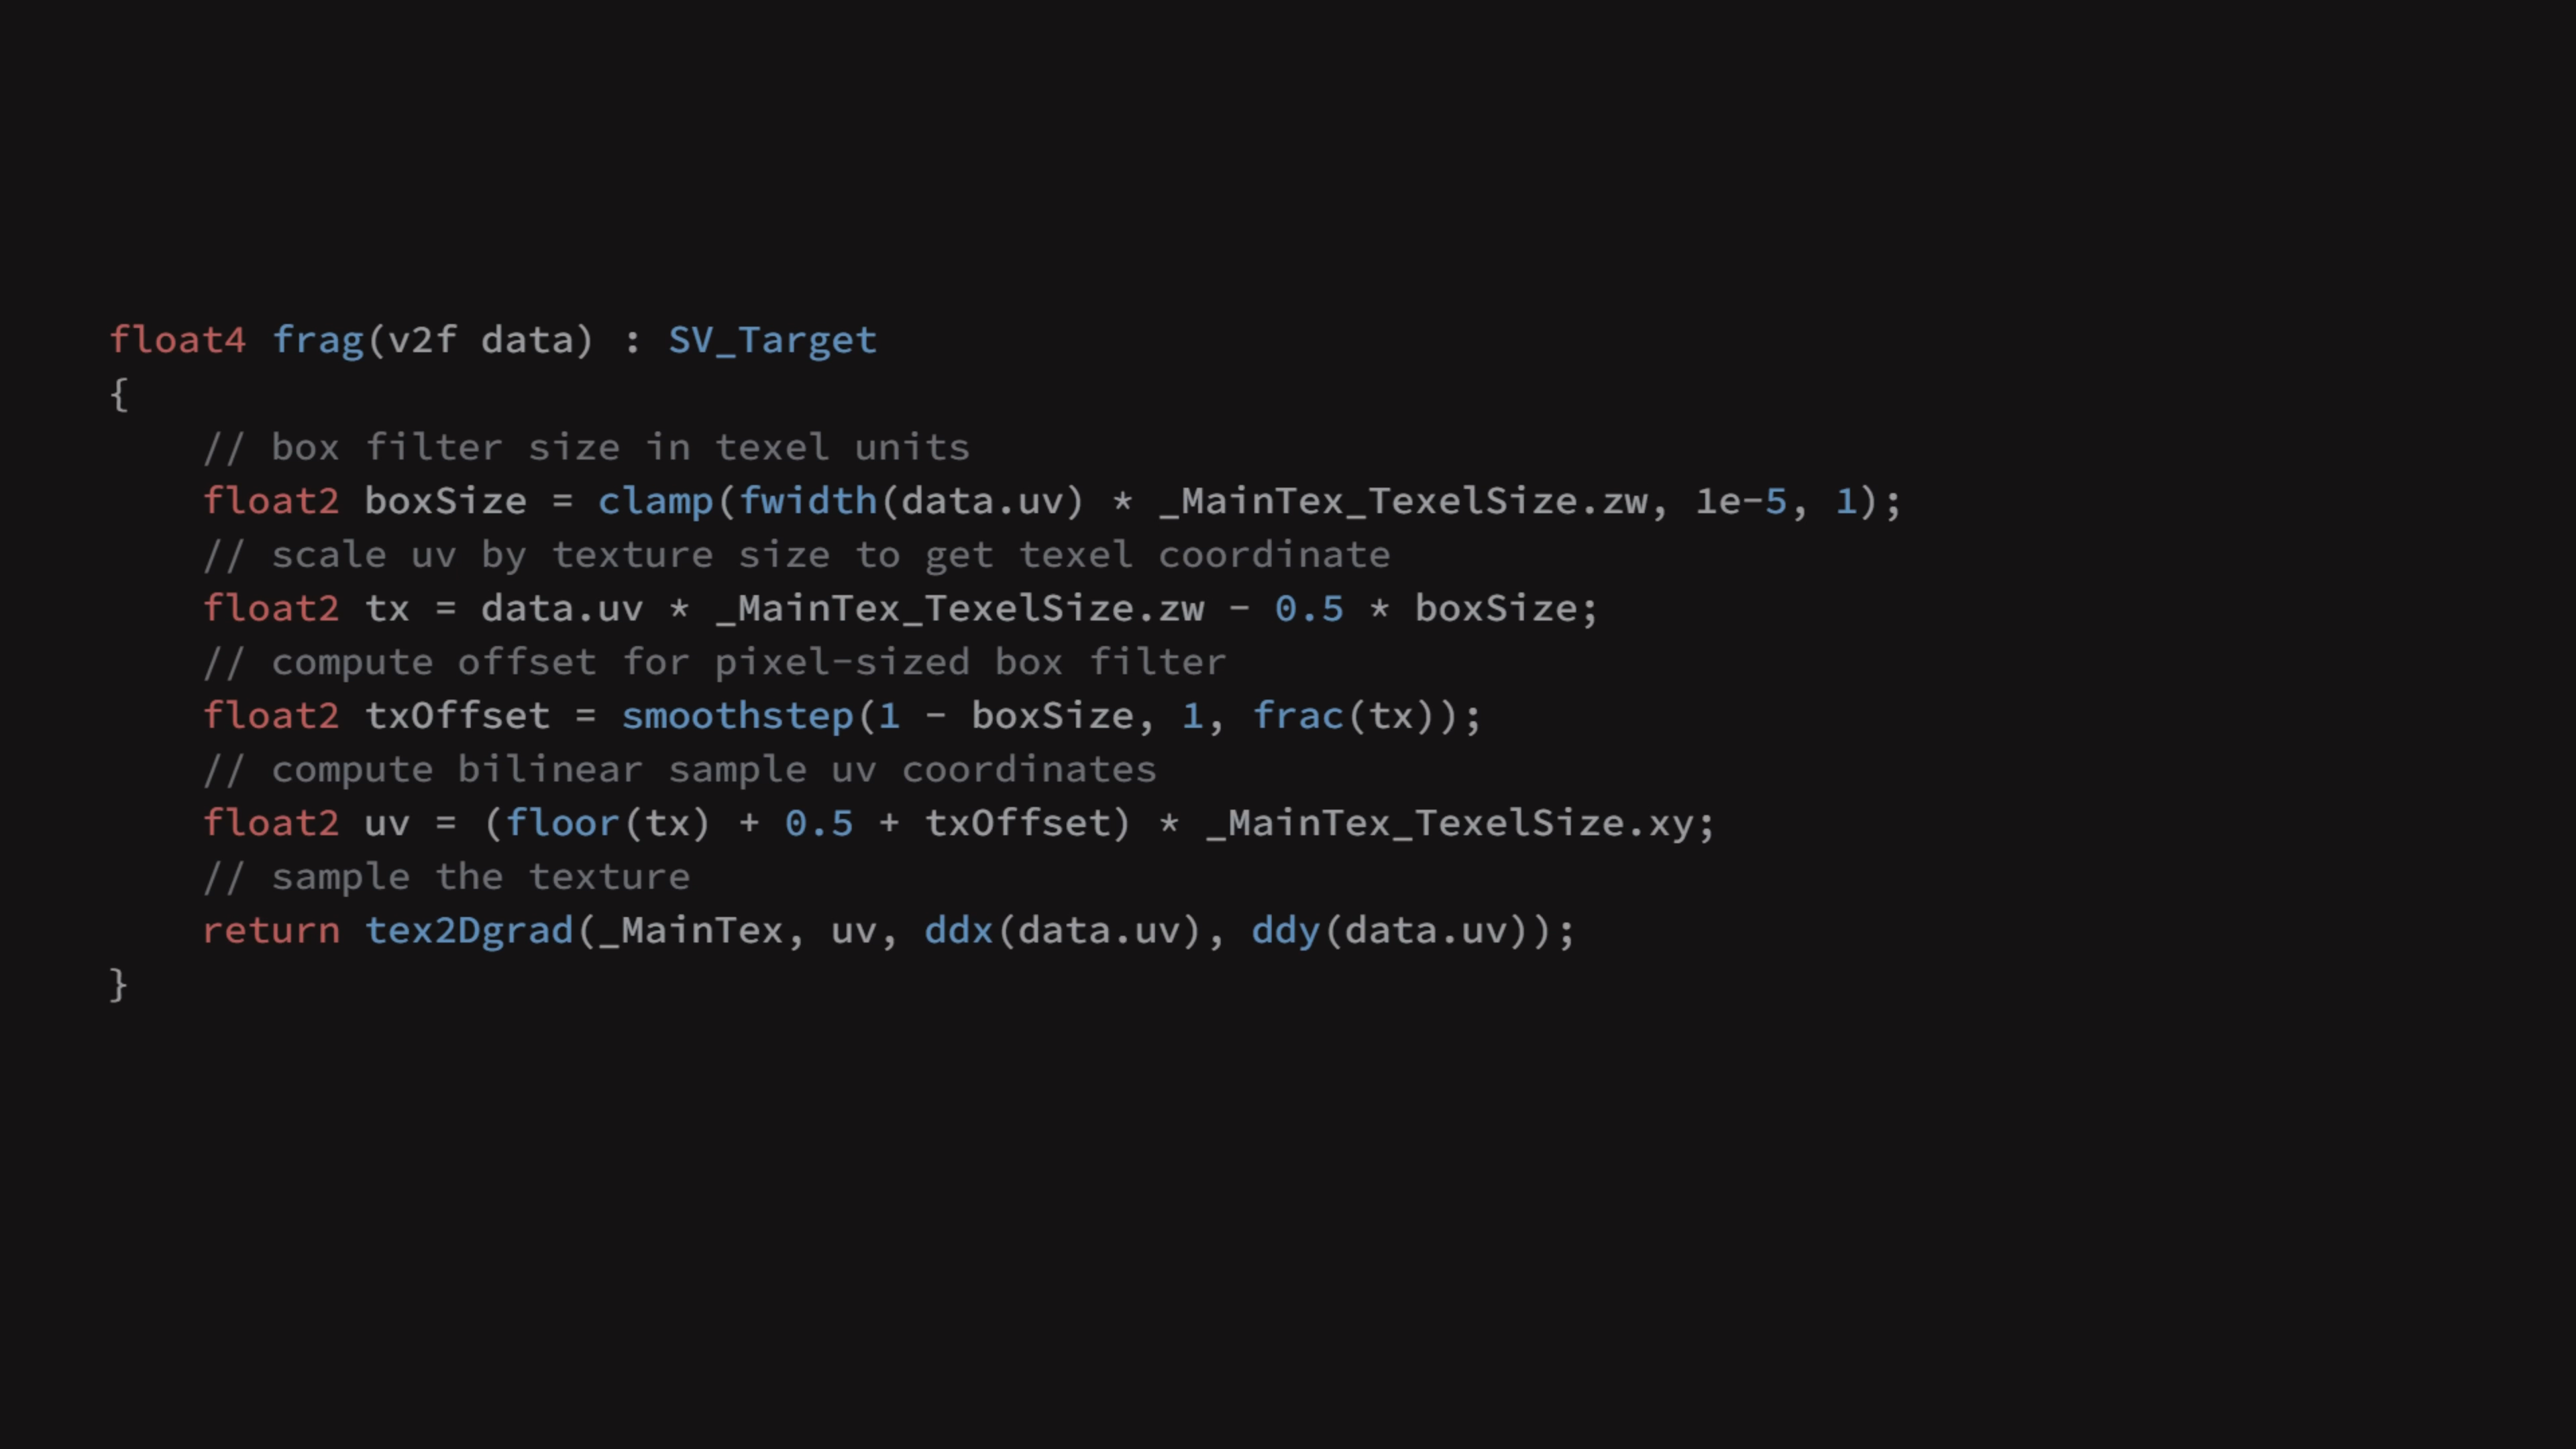 float4 frag(v2f data) : SV_Target
{
    // box filter size in texel units
    float2 boxSize = clamp(fwidth(data.uv) * _MainTex_TexelSize.zw, 1e-5, 1);
    // scale uv by texture size to get texel coordinate
    float2 tx = data.uv * _MainTex_TexelSize.zw - 0.5 * boxSize;
    // compute offset for pixel-sized box filter
    float2 txOffset = smoothstep(1 - boxSize, 1, frac(tx));
    // compute bilinear sample uv coordinates
    float2 uv = (floor(tx) + 0.5 + txOffset) * _MainTex_TexelSize.xy;
    // sample the texture
    return tex2Dgrad(_MainTex, uv, ddx(data.uv), ddy(data.uv));
}